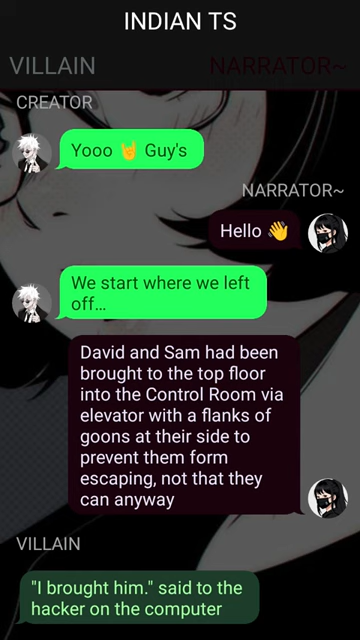 INDIAN TS
VILLAIN
NARRATOR~
CREATOR
Yooo 🤘 Guy's
NARRATOR~
Hello 👋
We start where we left
off...
David and Sam had been
brought to the top floor
into the Control Room via
elevator with a flanks of
goons at their side to
prevent them form
escaping, not that they
can anyway
VILLAIN
"I brought him." said to the
hacker on the computer